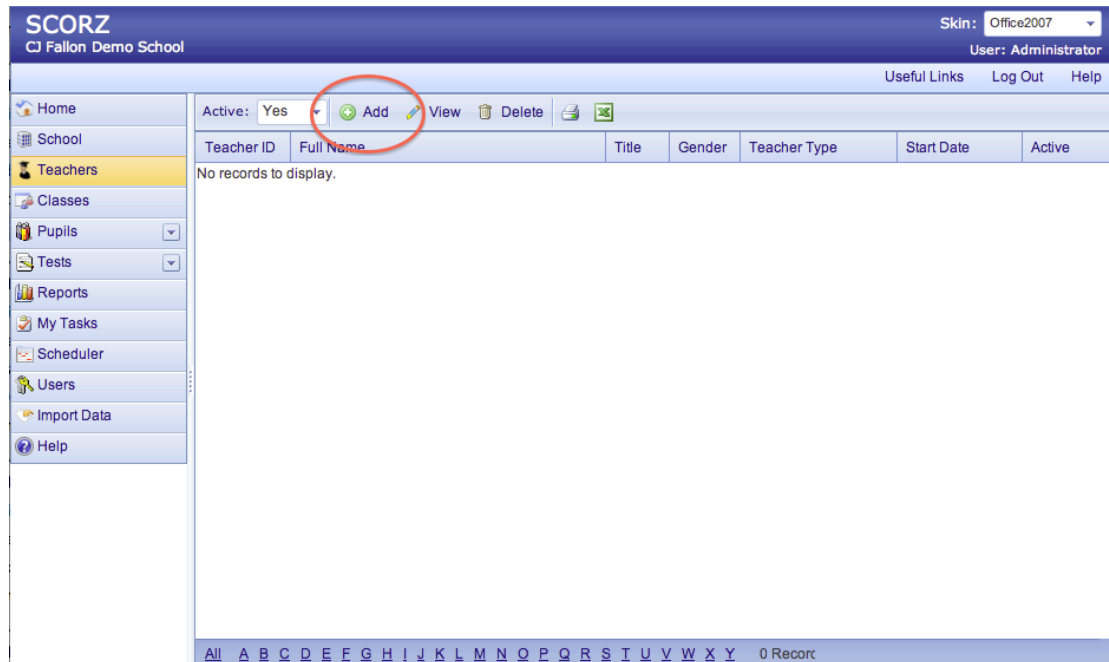 SCORZ
CJ Fallon Demo School
Skin: Office2007
User: Administrator
Useful Links Log Out Help
Home
School
Teachers
Classes
Pupils
Tests
Reports
My Tasks
Scheduler
Users
Import Data
Help
Active: Yes Add View Delete
Teacher ID Full Name Title Gender Teacher Type Start Date Active
No records to display.
All A B C D E F G H I J K L M N O P Q R S T U V W X Y 0 Recorc